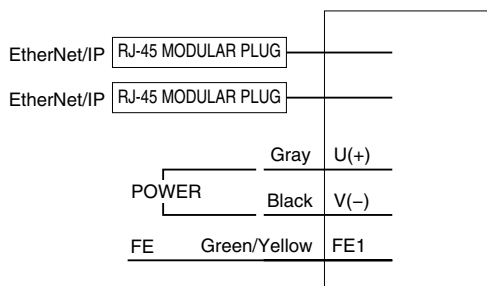 EtherNet/IP RJ-45 MODULAR PLUG
EtherNet/IP RJ-45 MODULAR PLUG
Gray U(+)
POWER
Black V(−)
FE Green/Yellow FE1